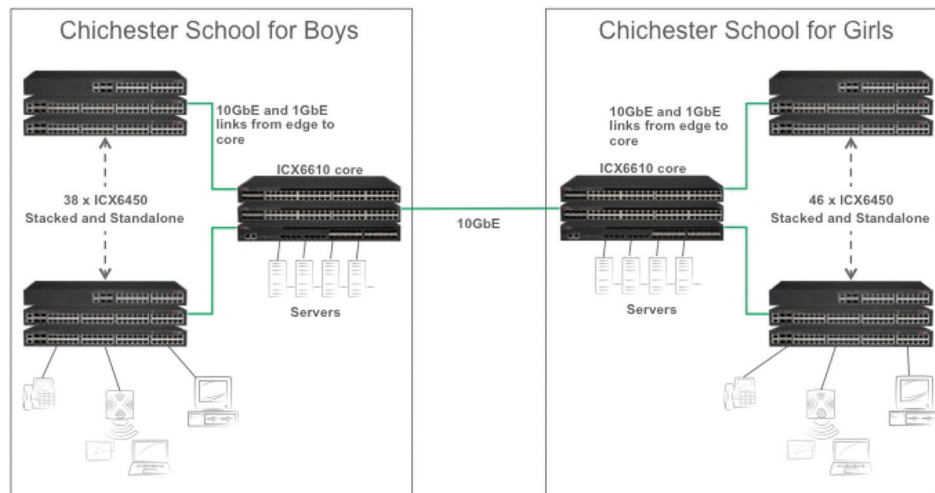 Chichester School for Boys
10GbE and 1GbE
links from edge to
core
ICX6610 core
38 x ICX6450
Stacked and Standalone
Servers
10GbE
Chichester School for Girls
10GbE and 1GbE
links from edge to
core
ICX6610 core
46 x ICX6450
Stacked and Standalone
Servers